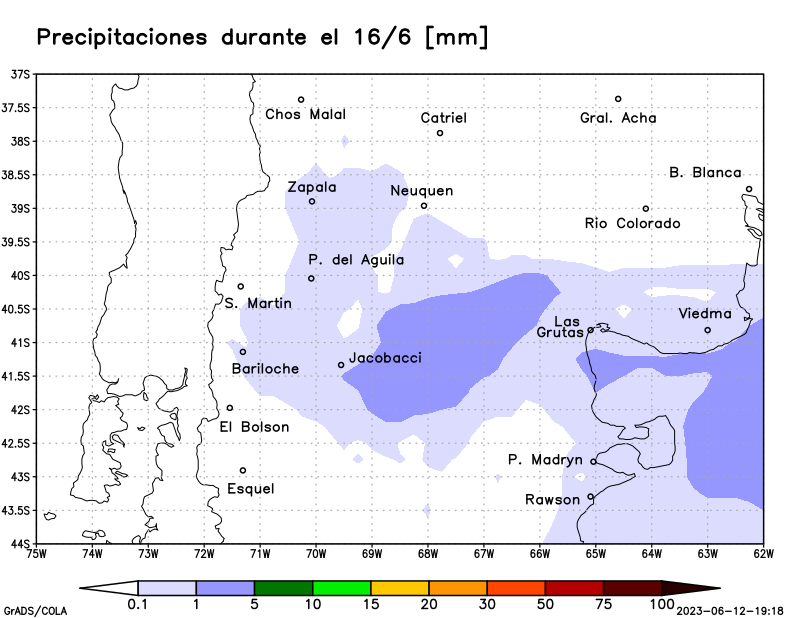 Precipitaciones durante el 16/6 [mm]
37S
37.5S
38S
38.5S
39S
39.5S
40S
40.5S
41S
41.5S
42S
42.5S
43S
43.5S
44S
Chos Malal
Catriel
Gral. Acha
B. Blanca
Zapala
Neuquen
Rio Colorado
P. del Aguila
S. Martin
Viedma
Las
Grutas
Jacobacci
Bariloche
El Bolson
P. Madryn
Esquel
Rawson
75W 74W 73W 72W 71W 70W 69W 68W 67W 66W 65W 64W 63W 62W
0.1 1 5 10 15 20 30 50 75 100
GrADS/COLA
2023-06-12-19:18